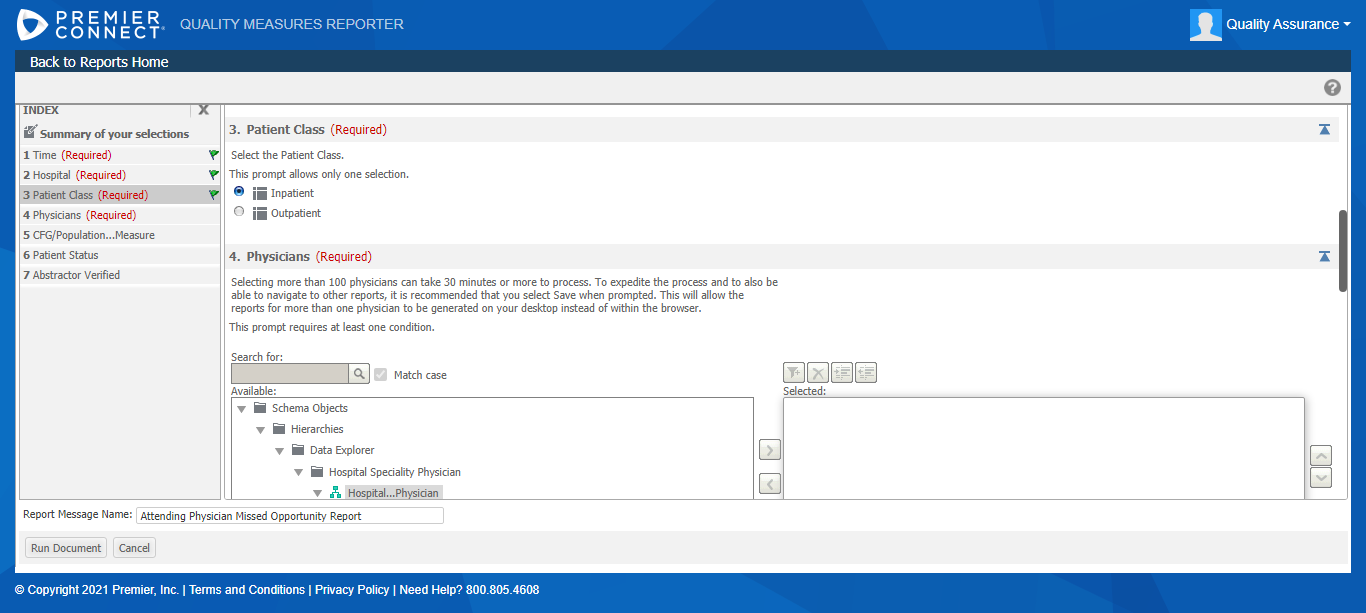 PREMIER
CONNECT
QUALITY MEASURES REPORTER
Quality Assurance
Back to Reports Home
?
INDEX
X
Summary of your selections
1 Time (Required)
2 Hospital (Required)
3 Patient Class (Required)
4 Physicians (Required)
5 CFG/Population...Measure
6 Patient Status
7 Abstractor Verified
3. Patient Class (Required)
Select the Patient Class.
This prompt allows only one selection.
Inpatient
Outpatient
4. Physicians (Required)
Selecting more than 100 physicians can take 30 minutes or more to process. To expedite the process and to also be
able to navigate to other reports, it is recommended that you select Save when prompted. This will allow the
reports for more than one physician to be generated on your desktop instead of within the browser.
This prompt requires at least one condition.
Search for:
Match case
Available:
Schema Objects
Hierarchies
Data Explorer
Hospital Speciality Physician
Hospital...Physician
Selected:
Report Message Name: Attending Physician Missed Opportunity Report
Run Document Cancel
© Copyright 2021 Premier, Inc. | Terms and Conditions | Privacy Policy | Need Help? 800.805.4608